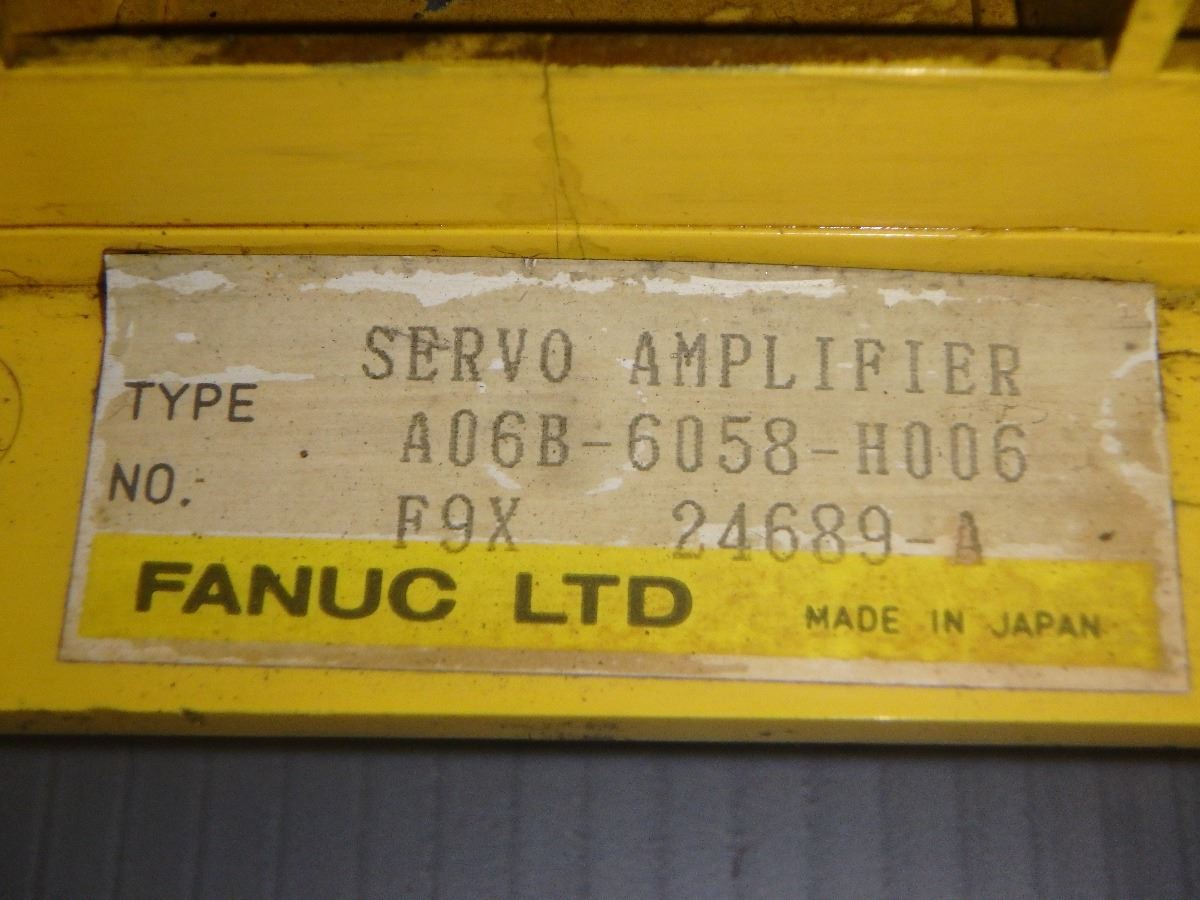 SERVO AMPLIFIER
TYPE A06B-6058-H006
NO. F9X 24689-A
FANUC LTD MADE IN JAPAN